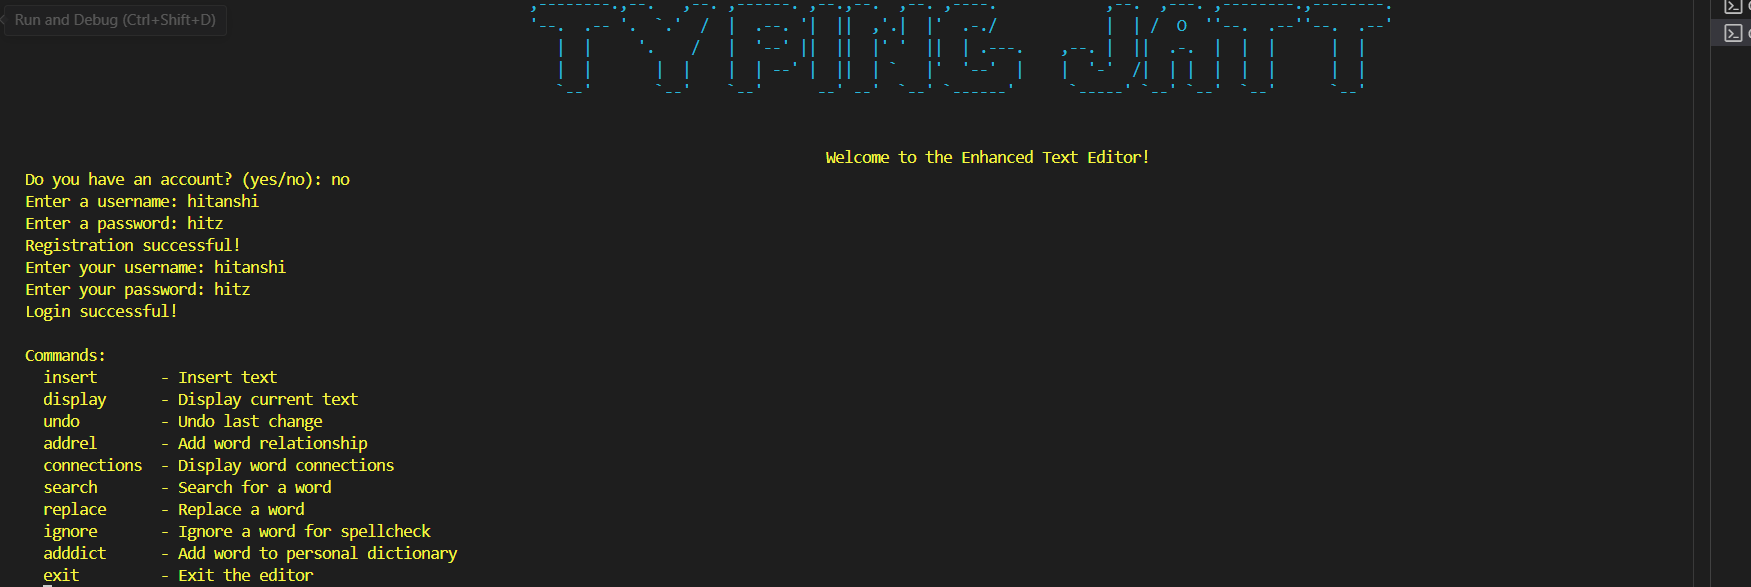 Run and Debug (Ctrl+Shift+D)
TYPING JATT
Welcome to the Enhanced Text Editor!
Do you have an account? (yes/no): no
Enter a username: hitanshi
Enter a password: hitz
Registration successful!
Enter your username: hitanshi
Enter your password: hitz
Login successful!
Commands:
insert - Insert text
display - Display current text
undo - Undo last change
addrel - Add word relationship
connections - Display word connections
search - Search for a word
replace - Replace a word
ignore - Ignore a word for spellcheck
adddict - Add word to personal dictionary
exit - Exit the editor